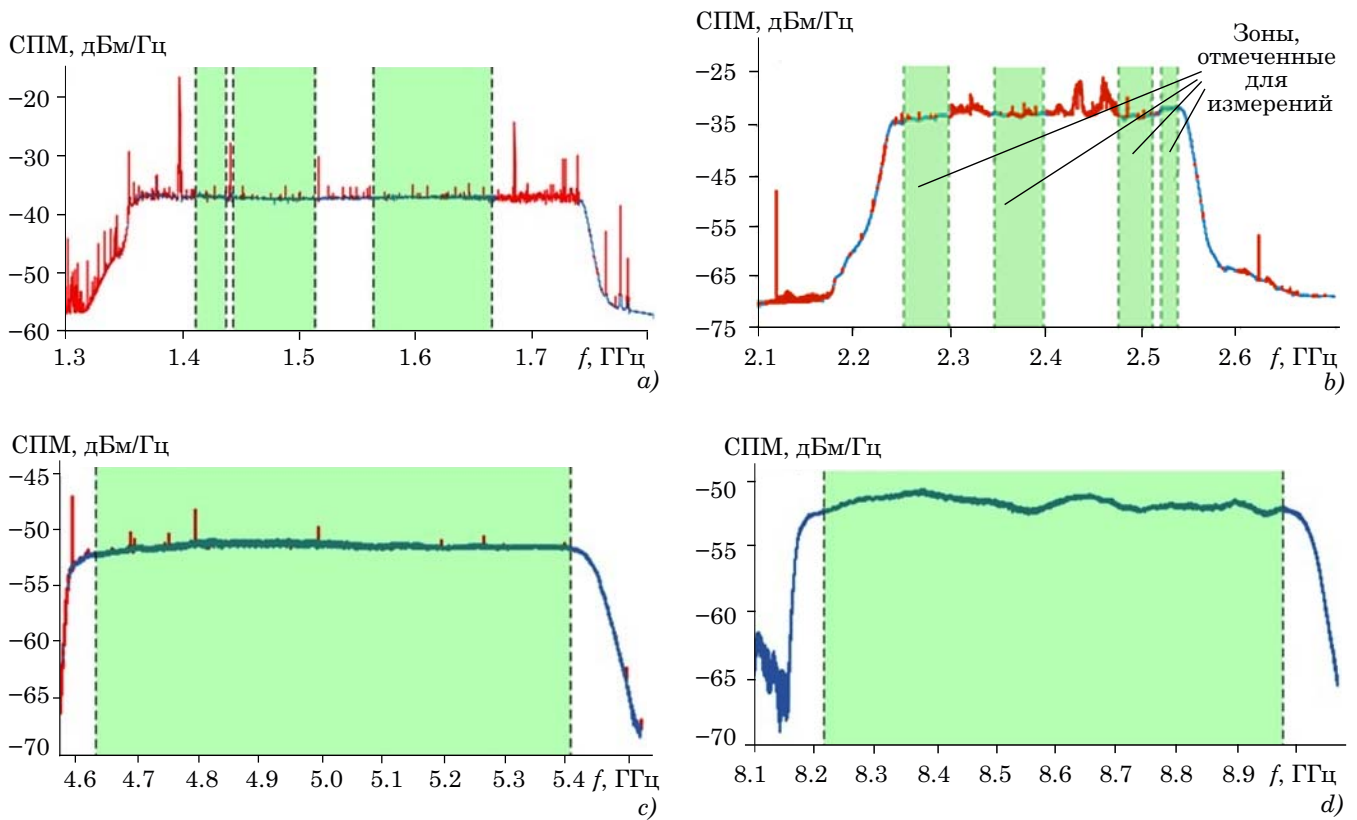 СПМ, дБм/Гц
−20
−30
−40
−50
−60
1.3 1.4 1.5 1.6 1.7 f, ГГц
a)
СПМ, дБм/Гц
Зоны,
отмеченные
для
измерений
−25
−35
−45
−55
−65
−75
2.1 2.2 2.3 2.4 2.5 2.6 f, ГГц
b)
СПМ, дБм/Гц
−45
−50
−55
−60
−65
−70
4.6 4.7 4.8 4.9 5.0 5.1 5.2 5.3 5.4 f, ГГц
c)
СПМ, дБм/Гц
−50
−55
−60
−65
−70
8.1 8.2 8.3 8.4 8.5 8.6 8.7 8.8 8.9 f, ГГц
d)